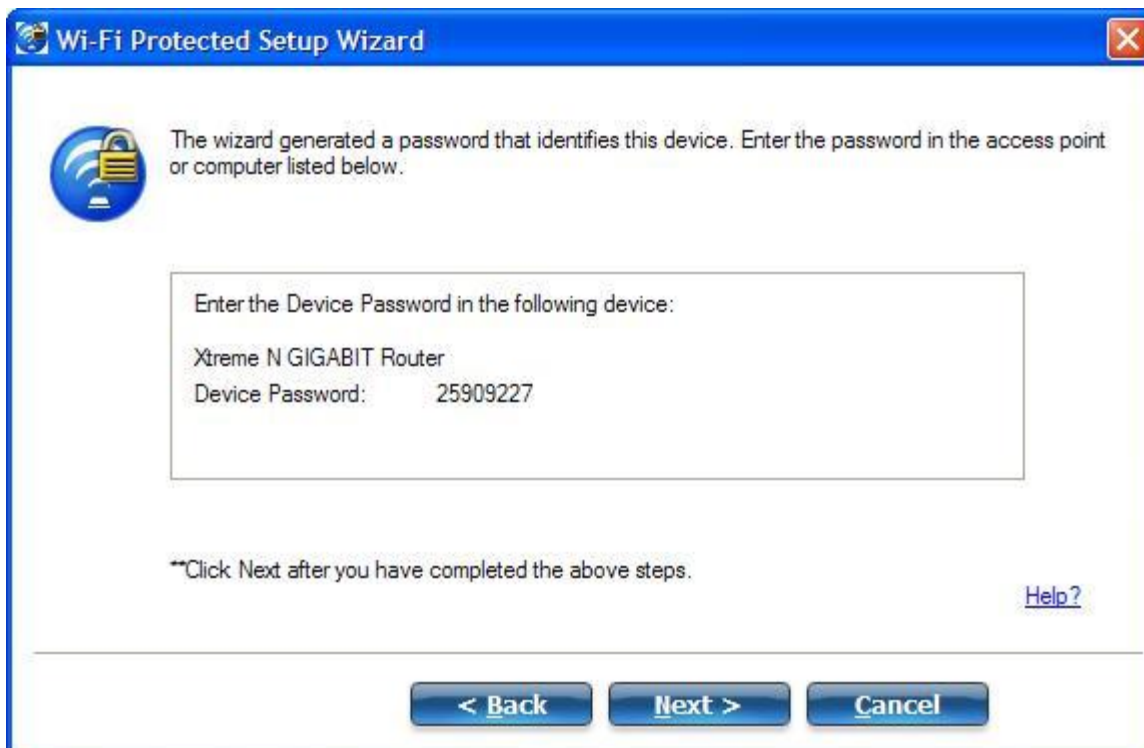 Wi-Fi Protected Setup Wizard
The wizard generated a password that identifies this device. Enter the password in the access point
or computer listed below.
Enter the Device Password in the following device:
Xtreme N GIGABIT Router
Device Password: 25909227
**Click Next after you have completed the above steps.
Help?
< Back Next > Cancel